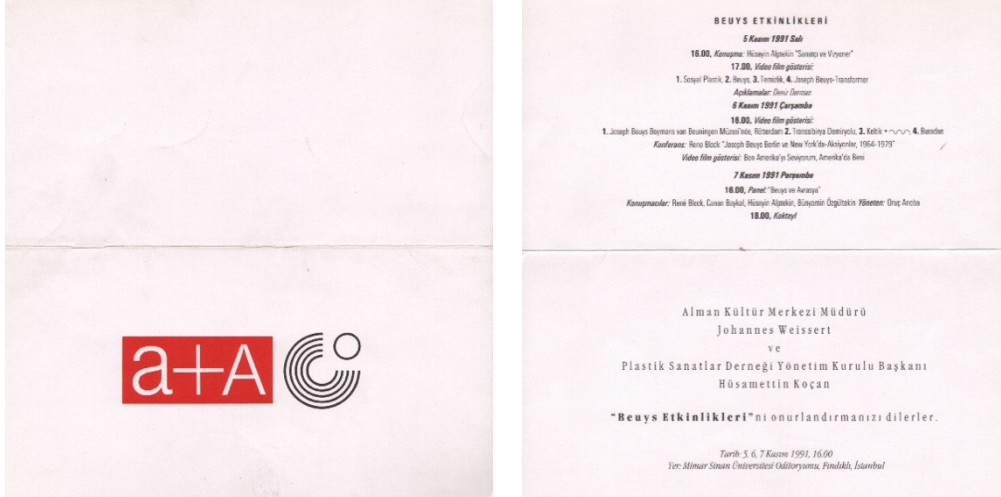 a+A
BEUYS ETKİNLİKLERİ
5 Kasım 1991 Salı
16.00, Konuşma: Hüseyin Alptekin "Sanatçı ve Vizyoner"
17.00, Video film gösterisi:
1. Sosyal Plastik, 2. Beuys, 3. Temizlik, 4. Joseph Beuys-Transformer
Açıklamalar: Deniz Derman
6 Kasım 1991 Çarşamba
16.00, Video film gösterisi:
1. Joseph Beuys Boymans van Beuningen Müzesi'nde, Rotterdam 2. Transsibirya Demiryolu, 3. Keltik + 4.
Konferans: Rene Block "Joseph Beuys Berlin ve New York'da-Aksiyonlar, 1964-1979"
Video film gösterisi: Ben Amerika'yı Seviyorum, Amerika'da Beni
7 Kasım 1991 Perşembe
16.00, Panel: "Beuys ve Avrasya"
Konuşmacılar: René Block, Canan Baykal, Hüseyin Alptekin, Bünyamin Özgültekin Yöneten: Oruç Aruoba
18.00, Kokteyl
Alman Kültür Merkezi Müdürü
Johannes Weissert
ve
Plastik Sanatlar Derneği Yönetim Kurulu Başkanı
Hüsamettin Koçan
"Beuys Etkinlikleri"ni onurlandırmanızı dilerler.
Tarih: 5, 6, 7 Kasım 1991, 16.00
Yer: Mimar Sinan Üniversitesi Oditoryumu, Fındıklı, İstanbul